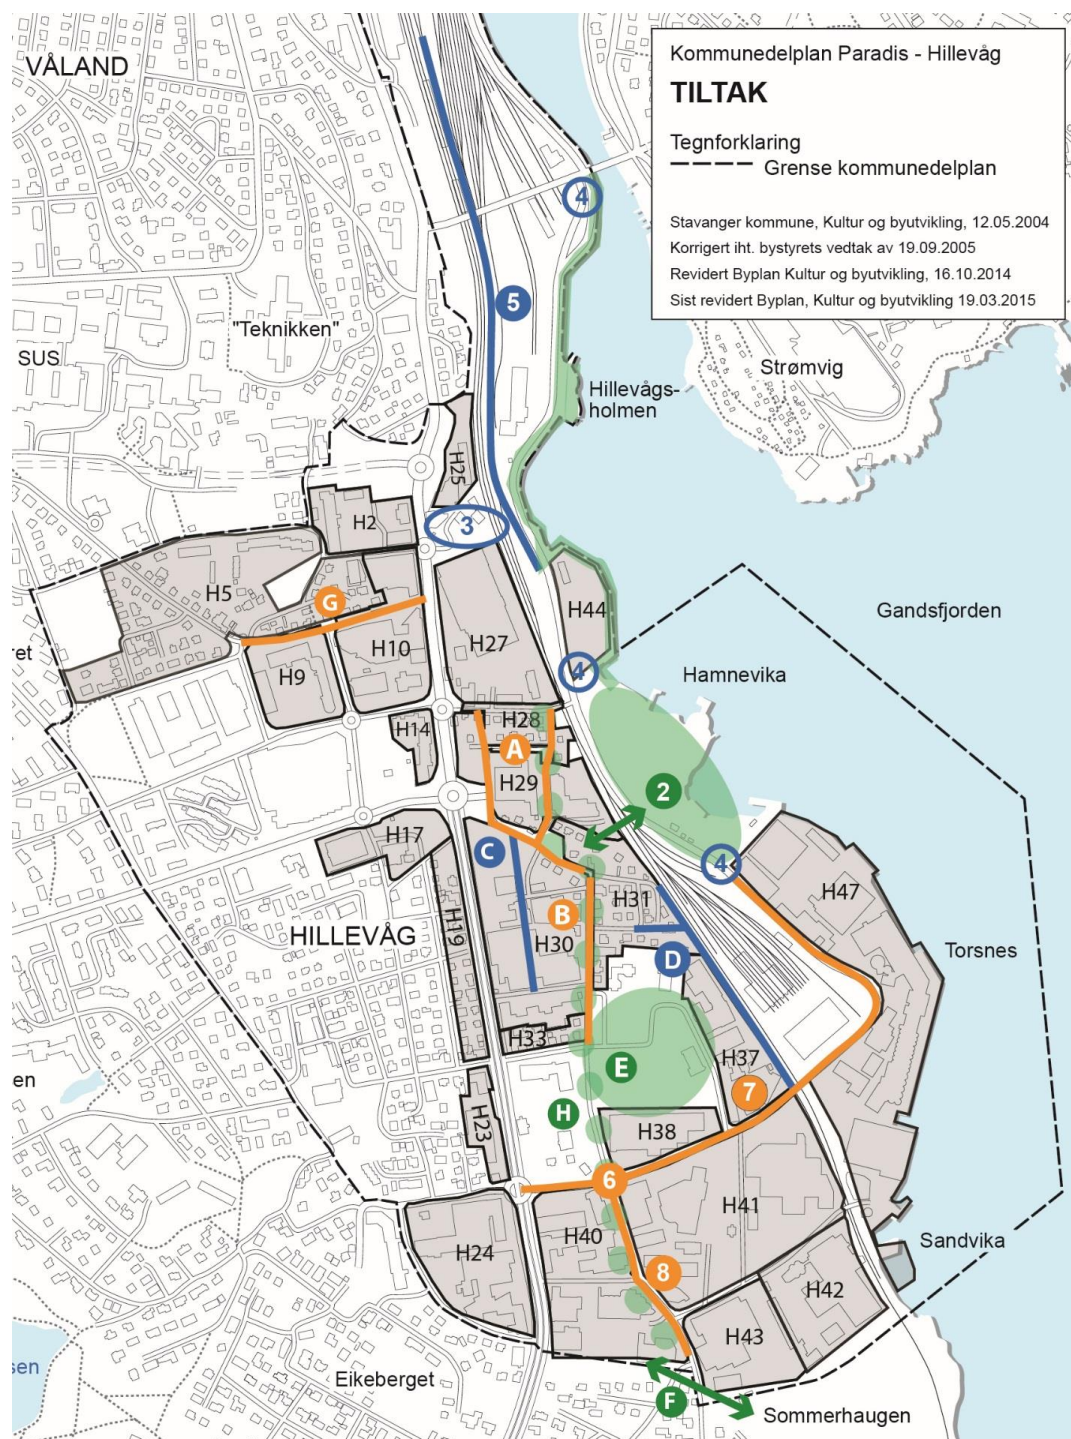 Kommunedelplan Paradis - Hillevåg
TILTAK
Tegnforklaring
Grense kommunedelplan
Stavanger kommune, Kultur og byutvikling, 12.05.2004
Korrigert iht. bystyrets vedtak av 19.09.2005
Revidert Byplan Kultur og byutvikling, 16.10.2014
Sist revidert Byplan, Kultur og byutvikling 19.03.2015
VÅLAND
4
5
"Teknikken"
SUS
Strømvig
Hillevågs-
holmen
H25
H2
3
H5
G
H44
Gandsfjorden
ret
H10
H27
H9
4
Hamnevika
H28
H14
A
H29
2
H17
C
4
H47
H31
B
HILLEVÅG
H19
H30
Torsnes
D
H33
H37
E
en
7
H
H23
H38
6
H41
H40
Sandvika
H24
8
H42
H43
sen
Eikeberget
F
Sommerhaugen